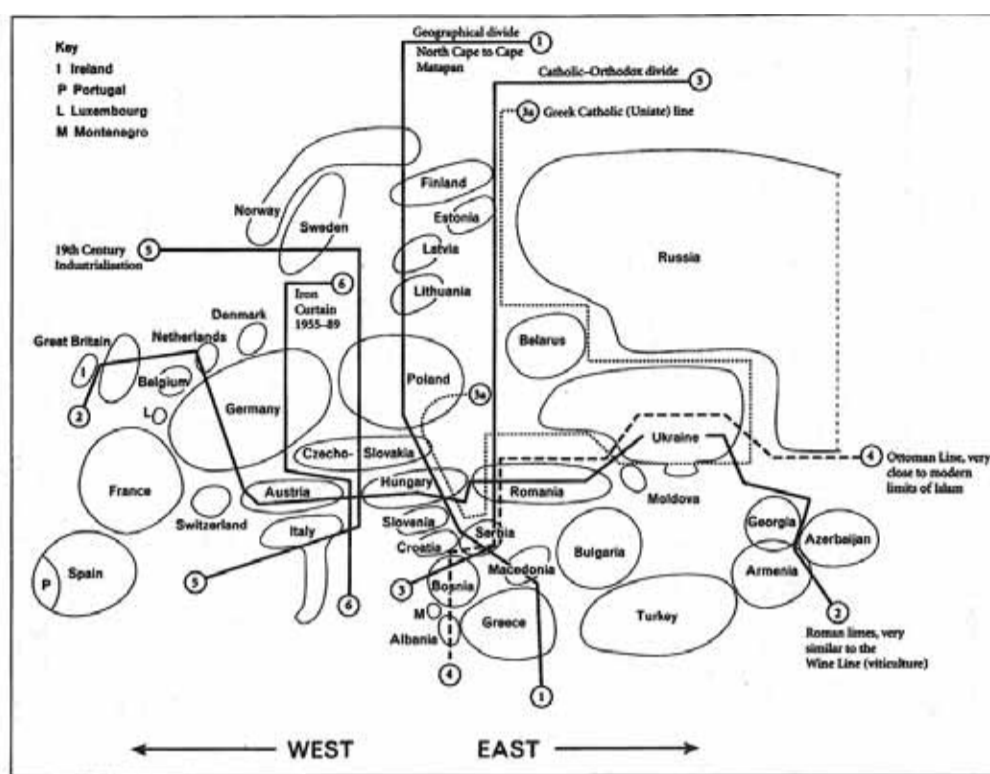 Key
I Ireland
P Portugal
L Luxembourg
M Montenegro
Geographical divide
1
North Cape to Cape
Matapan
Catholic–Orthodox divide
3
3a
Greek Catholic (Uniate) line
Finland
Norway
Sweden
Estonia
19th Century
Industrialisation
5
Latvia
Russia
6
Iron
Curtain
1955–89
Lithuania
Denmark
Great Britain
Netherlands
Belarus
I
Belgium
Poland
2
L
Germany
3a
Czecho-
Slovakia
Ukraine
4
Ottoman Line, very
close to modern
limits of Islam
France
Switzerland
Austria
Hungary
Romania
Moldova
Italy
Slovenia
Croatia
Serbia
Georgia
Azerbaijan
P
Spain
5
6
3
Bosnia
Macedonia
Bulgaria
Armenia
M
Albania
Greece
Turkey
2
Roman limes, very
similar to the
Wine Line (viticulture)
4
1
WEST
EAST